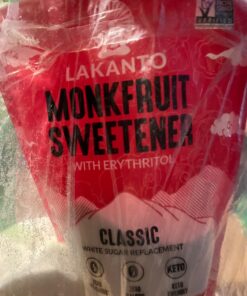 LAKANTO
MONKFRUIT
SWEETENER
WITH ERYTHRITOL
CLASSIC
WHITE SUGAR REPLACEMENT
KETO